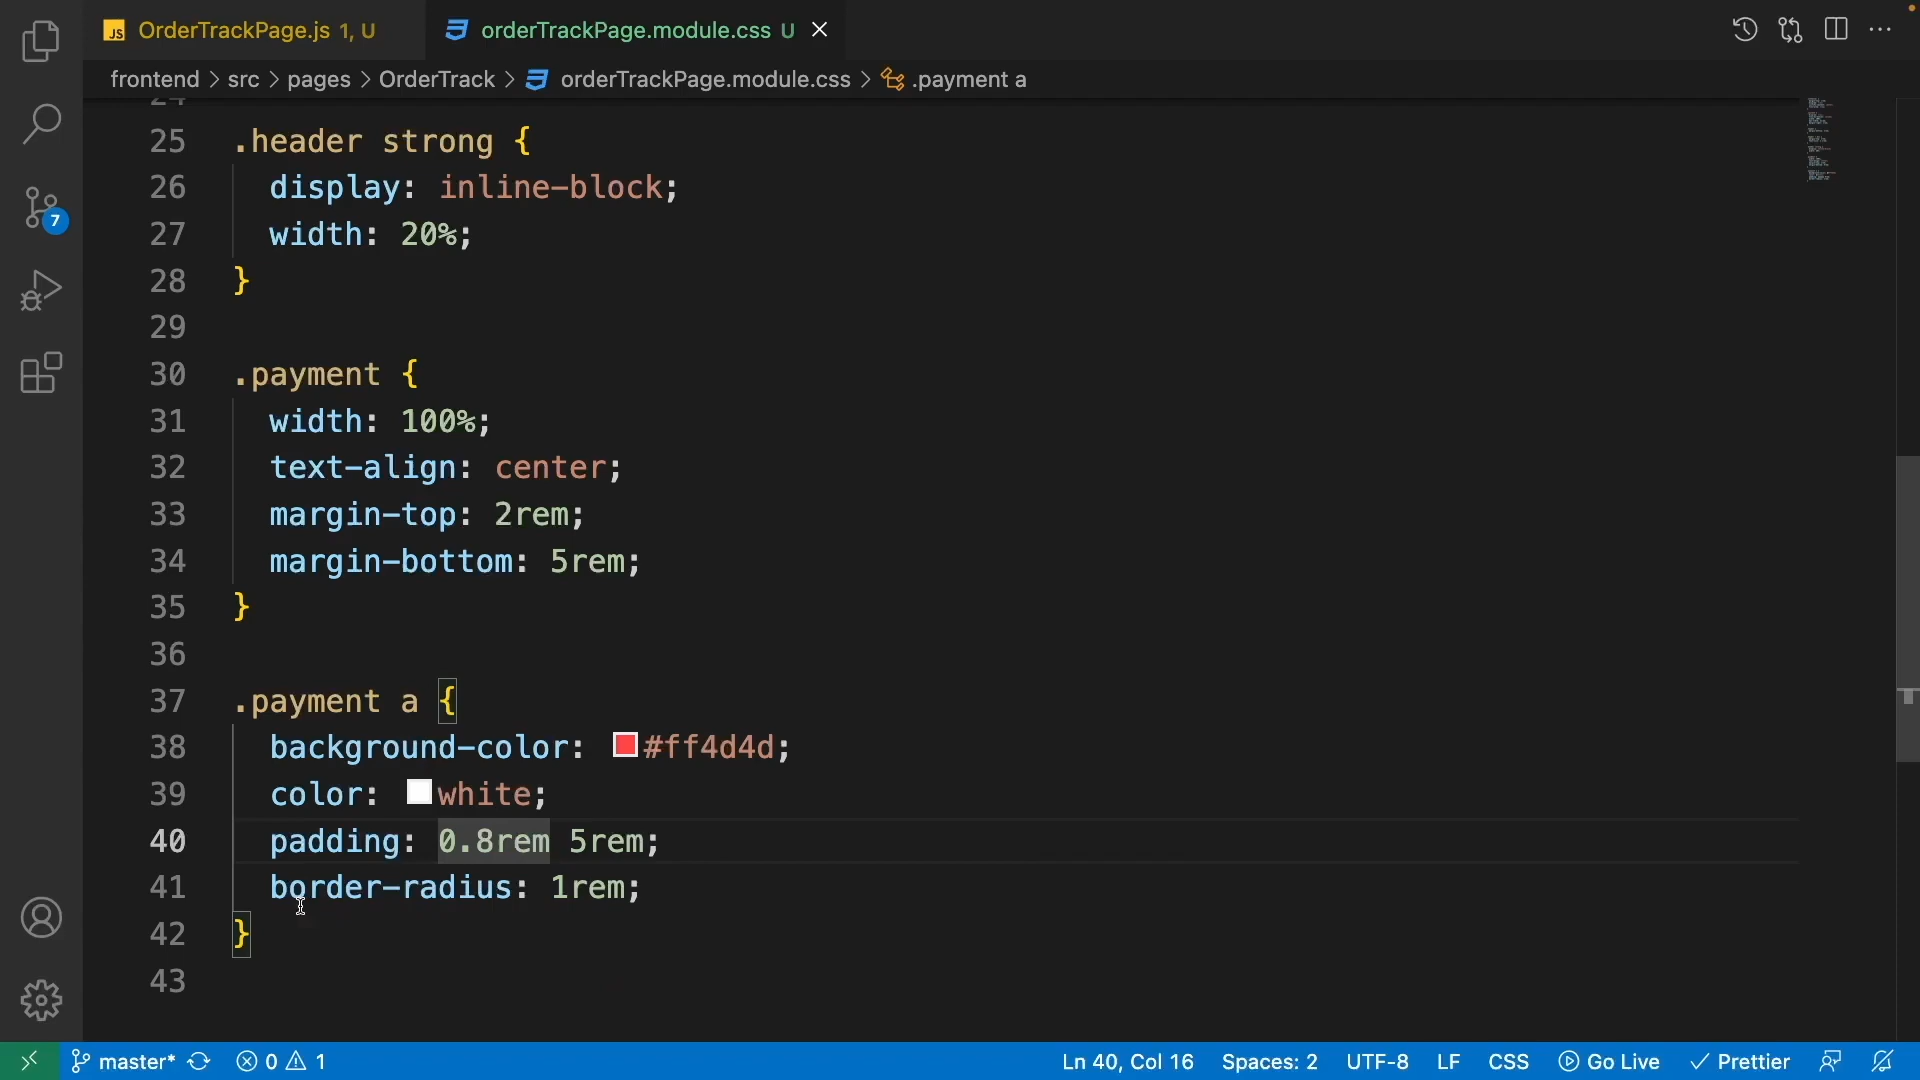 JS OrderTrackPage.js 1, U orderTrackPage.module.css U
frontend > src > pages > OrderTrack > orderTrackPage.module.css > .payment a
24
25 .header strong {
26 display: inline-block;
27 width: 20%;
28 }
29
30 .payment {
31 width: 100%;
32 text-align: center;
33 margin-top: 2rem;
34 margin-bottom: 5rem;
35 }
36
37 .payment a {
38 background-color: #ff4d4d;
39 color: white;
40 padding: 0.8rem 5rem;
41 border-radius: 1rem;
42 }
43
7
master* 0 1 Ln 40, Col 16 Spaces: 2 UTF-8 LF CSS Go Live Prettier